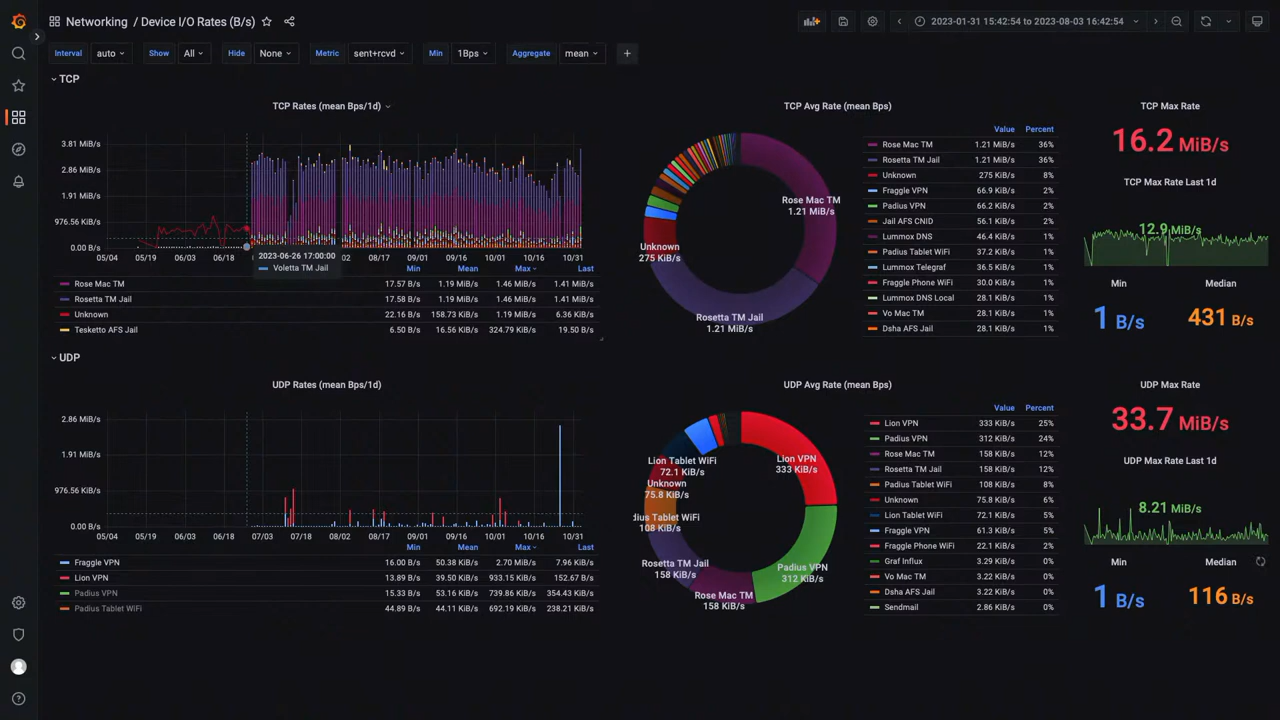 Networking / Device I/O Rates (B/s)
2023-01-31 15:42:54 to 2023-08-03 16:42:54
Interval auto Show All Hide None Metric sent+rcvd Min 1Bps Aggregate mean +
TCP
TCP Rates (mean Bps/1d)
3.81 MiB/s
2.86 MiB/s
1.91 MiB/s
976.56 KiB/s
0.00 B/s
05/04 05/19 06/03 06/18 08/02 08/17 09/01 09/16 10/01 10/16 10/31
2023-06-26 17:00:00
Voletta TM Jail
Min Mean Max Last
Rose Mac TM 17.57 B/s 1.19 MiB/s 1.46 MiB/s 1.41 MiB/s
Rosetta TM Jail 17.58 B/s 1.19 MiB/s 1.46 MiB/s 1.41 MiB/s
Unknown 22.16 B/s 158.73 KiB/s 1.19 MiB/s 6.36 KiB/s
Tesketto AFS Jail 6.50 B/s 16.56 KiB/s 324.79 KiB/s 19.50 B/s
TCP Avg Rate (mean Bps)
Rose Mac TM
1.21 MiB/s
Unknown
275 KiB/s
Rosetta TM Jail
1.21 MiB/s
Value Percent
Rose Mac TM 1.21 MiB/s 36%
Rosetta TM Jail 1.21 MiB/s 36%
Unknown 275 KiB/s 8%
Fraggle VPN 66.9 KiB/s 2%
Padius VPN 66.2 KiB/s 2%
Jail AFS CNID 56.1 KiB/s 2%
Lummox DNS 46.4 KiB/s 1%
Padius Tablet WiFi 37.2 KiB/s 1%
Lummox Telegraf 36.5 KiB/s 1%
Fraggle Phone WiFi 30.0 KiB/s 1%
Lummox DNS Local 28.1 KiB/s 1%
Vo Mac TM 28.1 KiB/s 1%
Dsha AFS Jail 28.1 KiB/s 1%
TCP Max Rate
16.2 MiB/s
TCP Max Rate Last 1d
12.9 MiB/s
Min Median
1 B/s 431 B/s
UDP
UDP Rates (mean Bps/1d)
2.86 MiB/s
1.91 MiB/s
976.56 KiB/s
0.00 B/s
05/04 05/19 06/03 06/18 07/03 07/18 08/02 08/17 09/01 09/16 10/01 10/16 10/31
Min Mean Max Last
Fraggle VPN 16.00 B/s 50.38 KiB/s 2.70 MiB/s 7.96 KiB/s
Lion VPN 13.89 B/s 39.50 KiB/s 933.15 KiB/s 152.67 B/s
Padius VPN 15.33 B/s 53.16 KiB/s 739.86 KiB/s 354.43 KiB/s
Padius Tablet WiFi 44.89 B/s 44.11 KiB/s 692.19 KiB/s 238.21 KiB/s
UDP Avg Rate (mean Bps)
Lion VPN
333 KiB/s
Lion Tablet WiFi
72.1 KiB/s
Unknown
75.8 KiB/s
dius Tablet WiFi
108 KiB/s
Rosetta TM Jail
158 KiB/s
Padius VPN
312 KiB/s
Rose Mac TM
158 KiB/s
Value Percent
Lion VPN 333 KiB/s 25%
Padius VPN 312 KiB/s 24%
Rose Mac TM 158 KiB/s 12%
Rosetta TM Jail 158 KiB/s 12%
Padius Tablet WiFi 108 KiB/s 8%
Unknown 75.8 KiB/s 6%
Lion Tablet WiFi 72.1 KiB/s 5%
Fraggle VPN 61.3 KiB/s 5%
Fraggle Phone WiFi 22.1 KiB/s 2%
Graf Influx 3.29 KiB/s 0%
Vo Mac TM 3.22 KiB/s 0%
Dsha AFS Jail 3.22 KiB/s 0%
Sendmail 2.86 KiB/s 0%
UDP Max Rate
33.7 MiB/s
UDP Max Rate Last 1d
8.21 MiB/s
Min Median
1 B/s 116 B/s